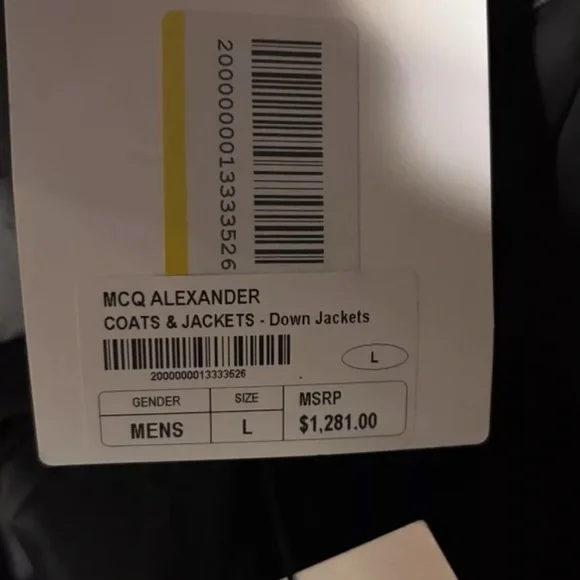 2000000013333526
MCQ ALEXANDER
COATS & JACKETS - Down Jackets
2000000013333526
L
GENDER
SIZE
MSRP
MENS
L
$1,281.00